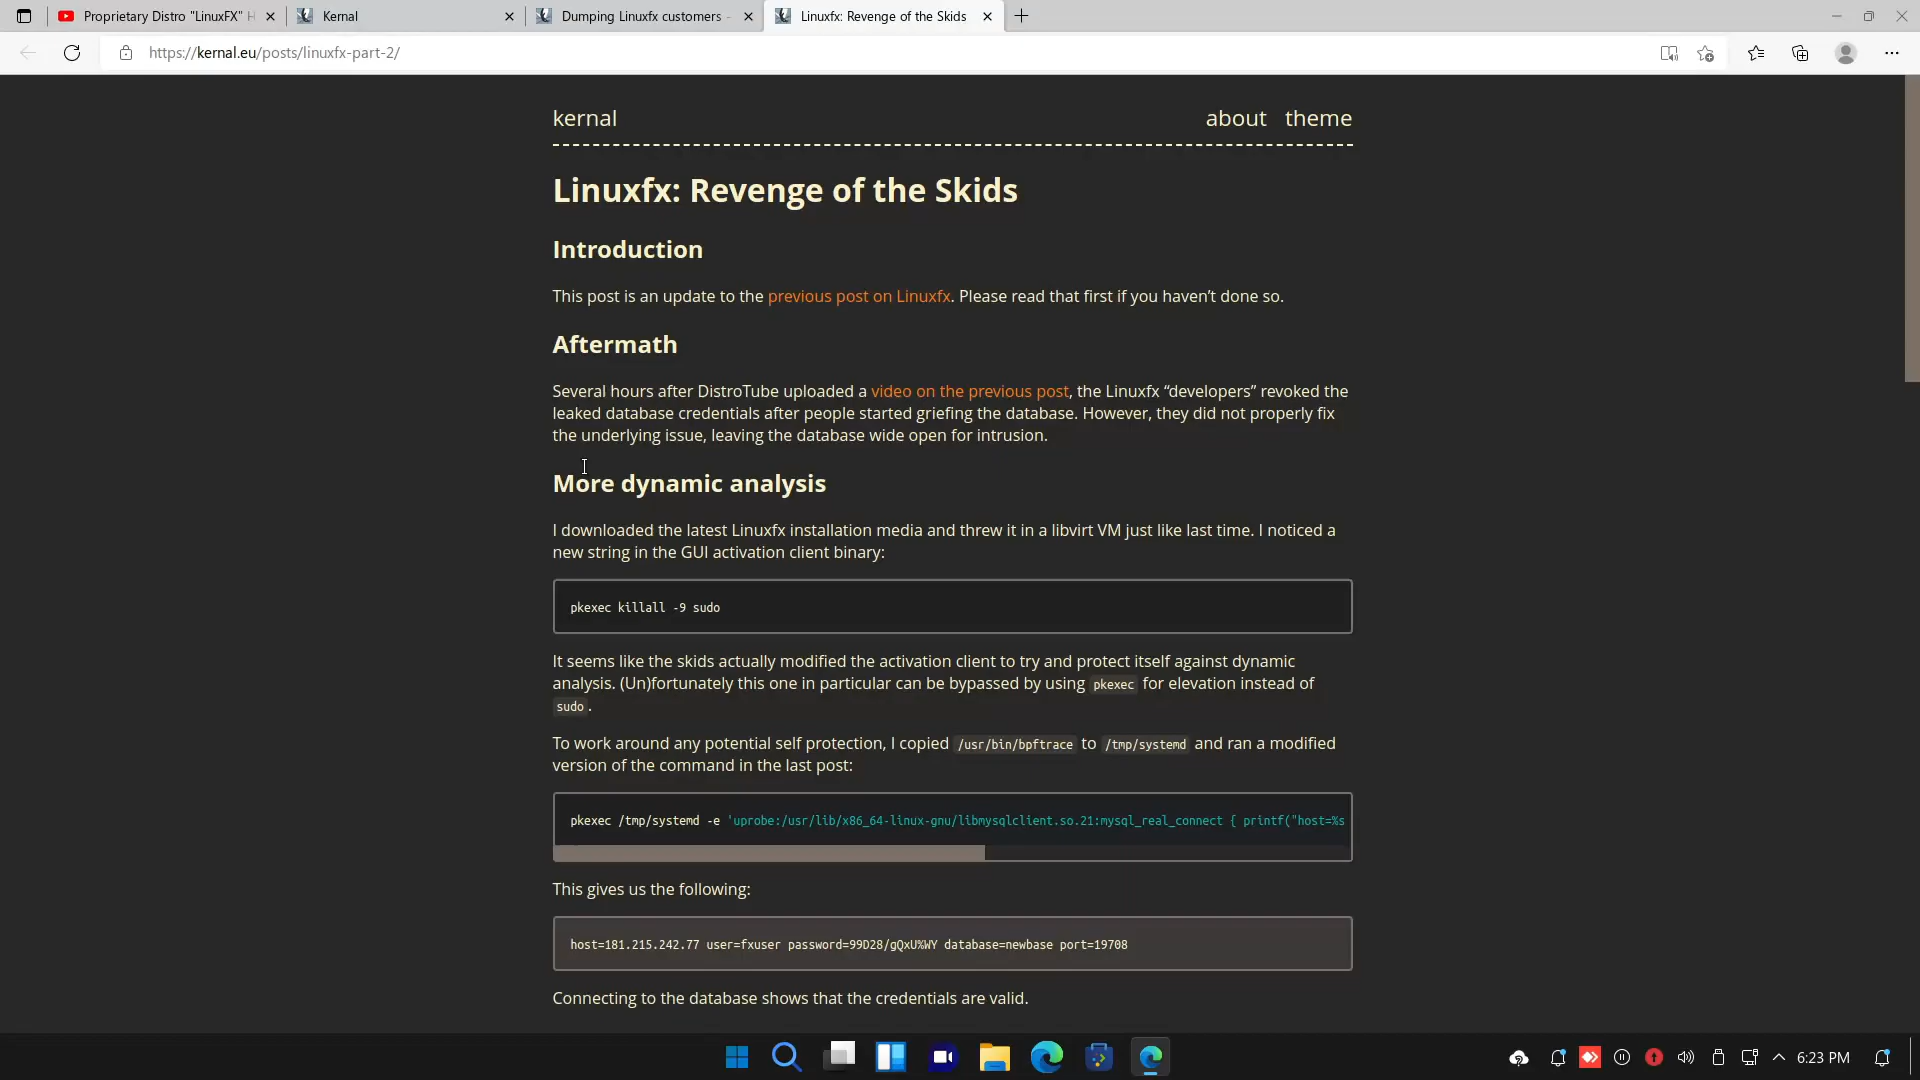 Proprietary Distro "LinuxFX" H
Kernal
Dumping Linuxfx customers -
Linuxfx: Revenge of the Skids
https://kernal.eu/posts/linuxfx-part-2/
kernal
about theme
Linuxfx: Revenge of the Skids
Introduction
This post is an update to the previous post on Linuxfx. Please read that first if you haven’t done so.
Aftermath
Several hours after DistroTube uploaded a video on the previous post, the Linuxfx “developers” revoked the
leaked database credentials after people started griefing the database. However, they did not properly fix
the underlying issue, leaving the database wide open for intrusion.
More dynamic analysis
I downloaded the latest Linuxfx installation media and threw it in a libvirt VM just like last time. I noticed a
new string in the GUI activation client binary:
pkexec killall -9 sudo
It seems like the skids actually modified the activation client to try and protect itself against dynamic
analysis. (Un)fortunately this one in particular can be bypassed by using pkexec for elevation instead of
sudo.
To work around any potential self protection, I copied /usr/bin/bpftrace to /tmp/systemd and ran a modified
version of the command in the last post:
pkexec /tmp/systemd -e 'uprobe:/usr/lib/x86_64-linux-gnu/libmysqlclient.so.21:mysql_real_connect { printf("host=%s
This gives us the following:
host=181.215.242.77 user=fxuser password=99D28/gQxU%WY database=newbase port=19708
Connecting to the database shows that the credentials are valid.
6:23 PM